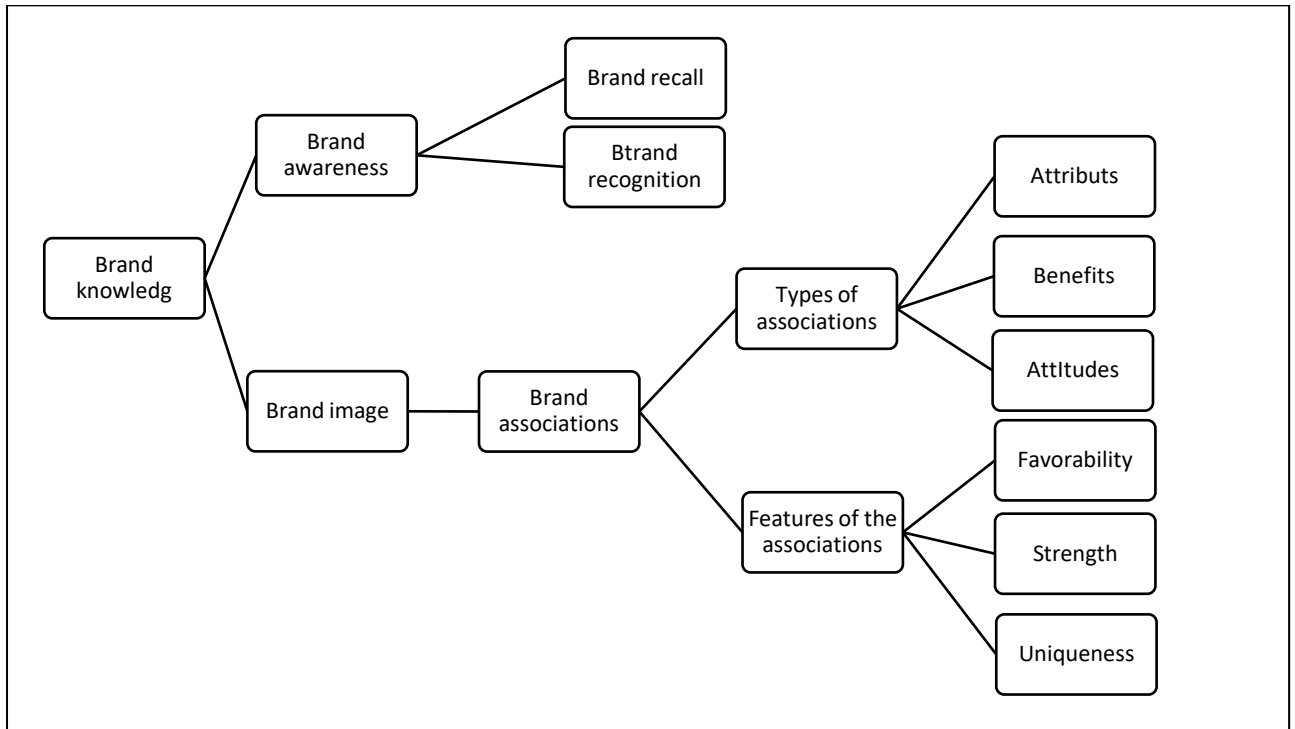 Brand recall
Brand
awareness
Btrand
recognition
Attributs
Brand
knowledg
Types of
associations
Benefits
AttItudes
Brand image
Brand
associations
Favorability
Features of the
associations
Strength
Uniqueness